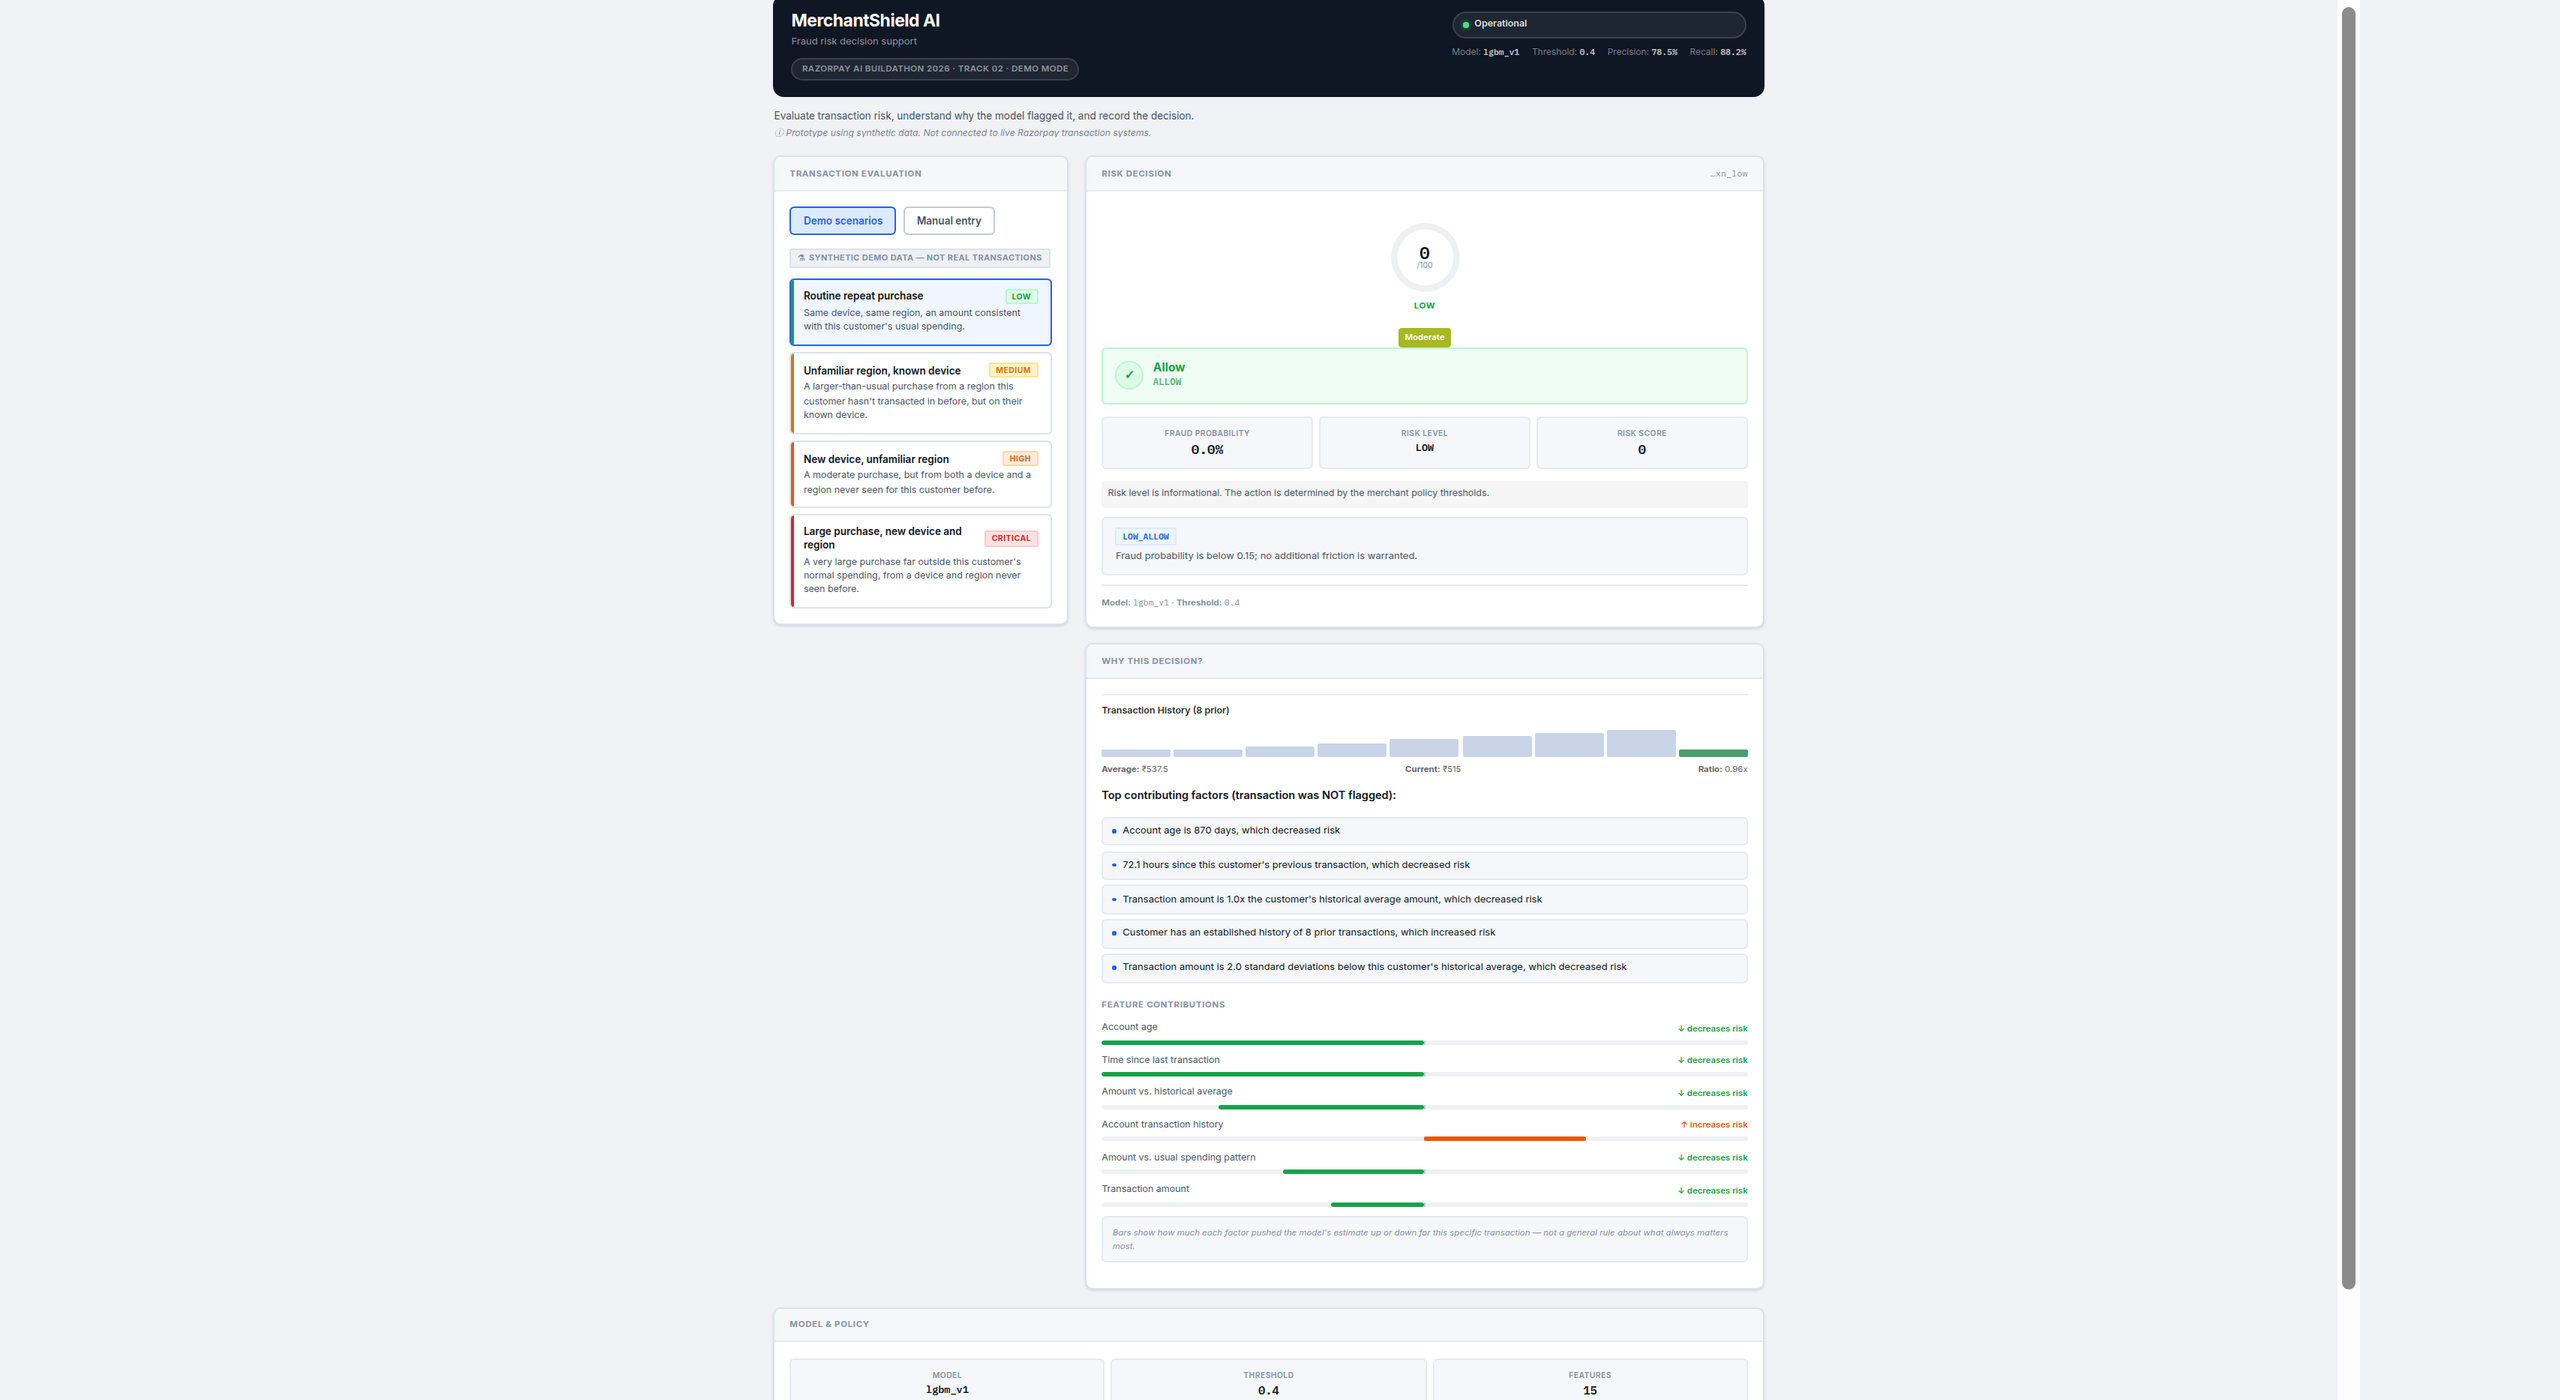 MerchantShield AI
Fraud risk decision support
RAZORPAY AI BUILDATHON 2026 · TRACK 02 · DEMO MODE
Operational
Model: lgbm_v1 Threshold: 0.4 Precision: 78.5% Recall: 88.2%
Evaluate transaction risk, understand why the model flagged it, and record the decision.
ⓘ Prototype using synthetic data. Not connected to live Razorpay transaction systems.
TRANSACTION EVALUATION
Demo scenarios
Manual entry
⚗ SYNTHETIC DEMO DATA — NOT REAL TRANSACTIONS
Routine repeat purchase
LOW
Same device, same region, an amount consistent
with this customer's usual spending.
Unfamiliar region, known device
MEDIUM
A larger-than-usual purchase from a region this
customer hasn't transacted in before, but on their
known device.
New device, unfamiliar region
HIGH
A moderate purchase, but from both a device and a
region never seen for this customer before.
Large purchase, new device and
region
CRITICAL
A very large purchase far outside this customer's
normal spending, from a device and region never
seen before.
RISK DECISION
…xn_low
0
/100
LOW
Moderate
✓
Allow
ALLOW
FRAUD PROBABILITY
0.0%
RISK LEVEL
LOW
RISK SCORE
0
Risk level is informational. The action is determined by the merchant policy thresholds.
LOW_ALLOW
Fraud probability is below 0.15; no additional friction is warranted.
Model: lgbm_v1 · Threshold: 0.4
WHY THIS DECISION?
Transaction History (8 prior)
Average: ₹537.5
Current: ₹515
Ratio: 0.96x
Top contributing factors (transaction was NOT flagged):
Account age is 870 days, which decreased risk
72.1 hours since this customer's previous transaction, which decreased risk
Transaction amount is 1.0x the customer's historical average amount, which decreased risk
Customer has an established history of 8 prior transactions, which increased risk
Transaction amount is 2.0 standard deviations below this customer's historical average, which decreased risk
FEATURE CONTRIBUTIONS
Account age
↓ decreases risk
Time since last transaction
↓ decreases risk
Amount vs. historical average
↓ decreases risk
Account transaction history
↑ increases risk
Amount vs. usual spending pattern
↓ decreases risk
Transaction amount
↓ decreases risk
Bars show how much each factor pushed the model's estimate up or down for this specific transaction — not a general rule about what always matters
most.
MODEL & POLICY
MODEL
lgbm_v1
THRESHOLD
0.4
FEATURES
15